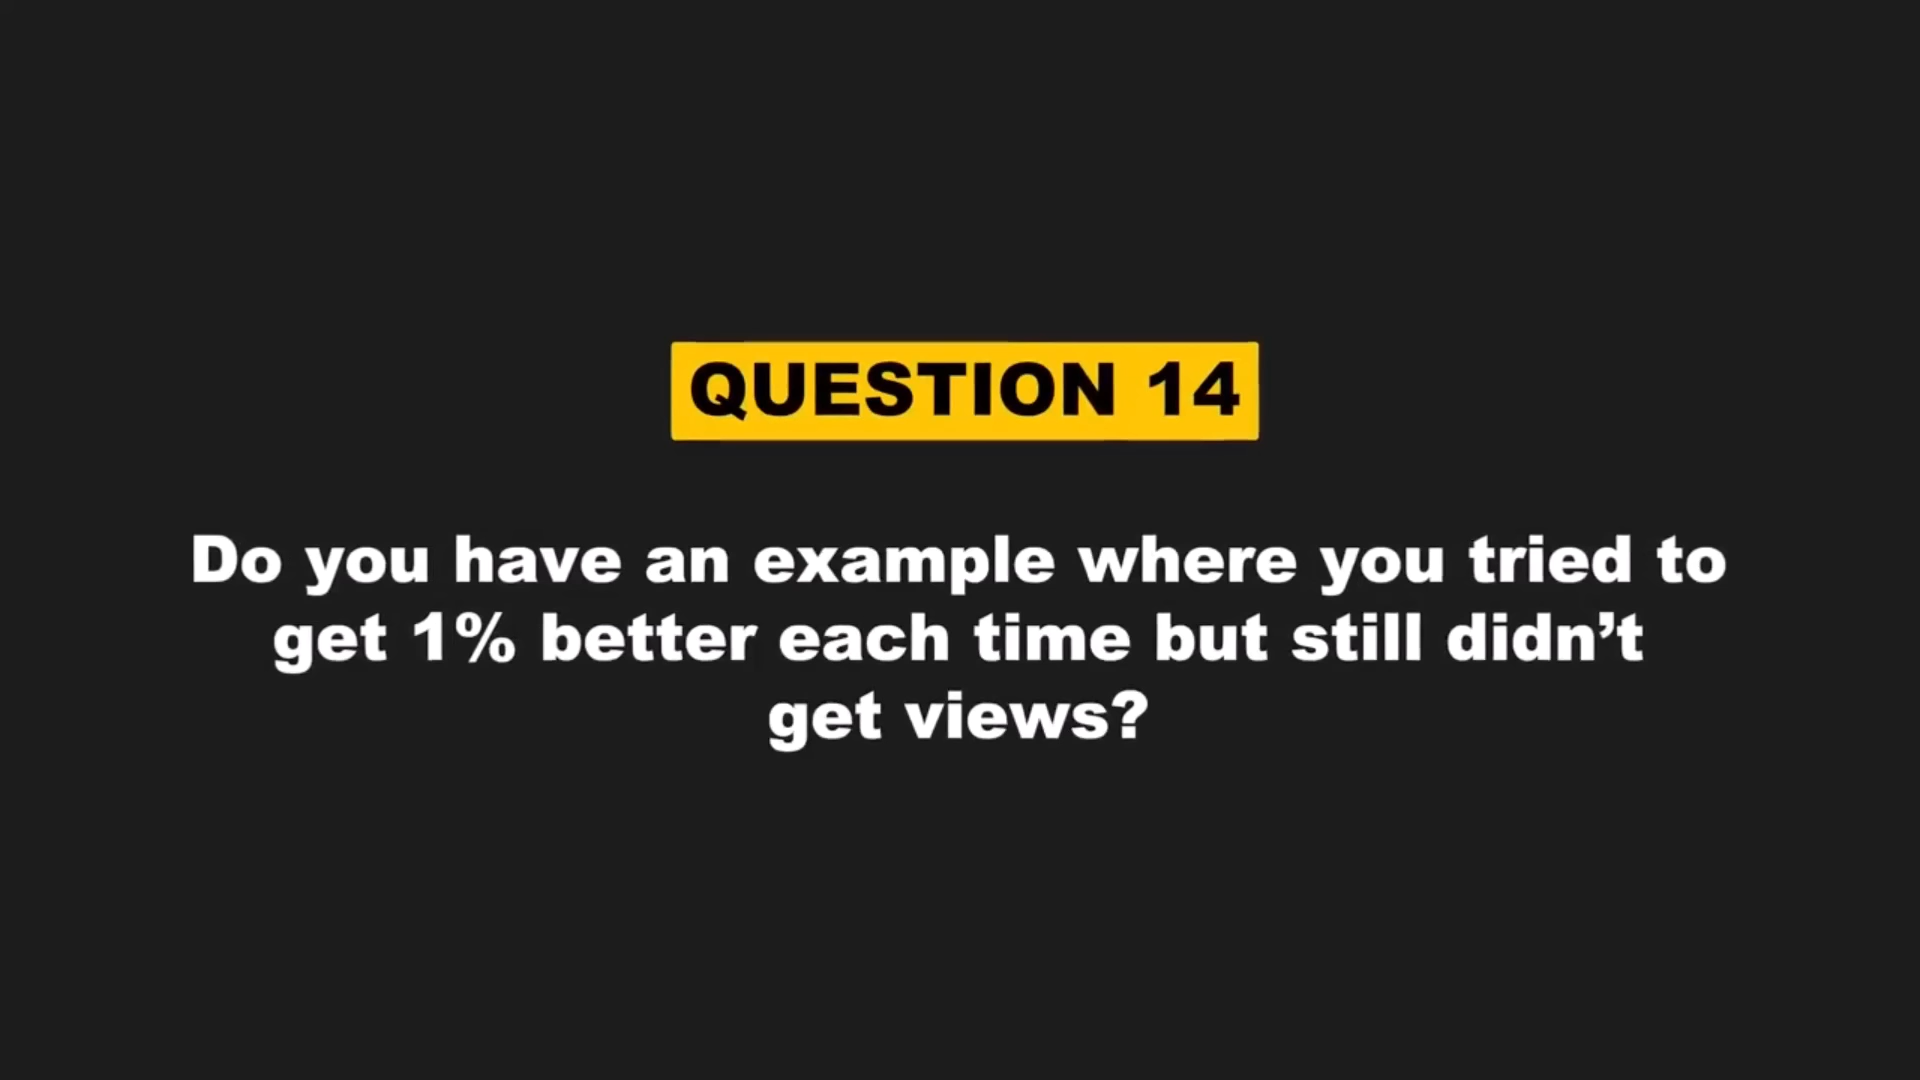 QUESTION 14
Do you have an example where you tried to
get 1% better each time but still didn’t
get views?